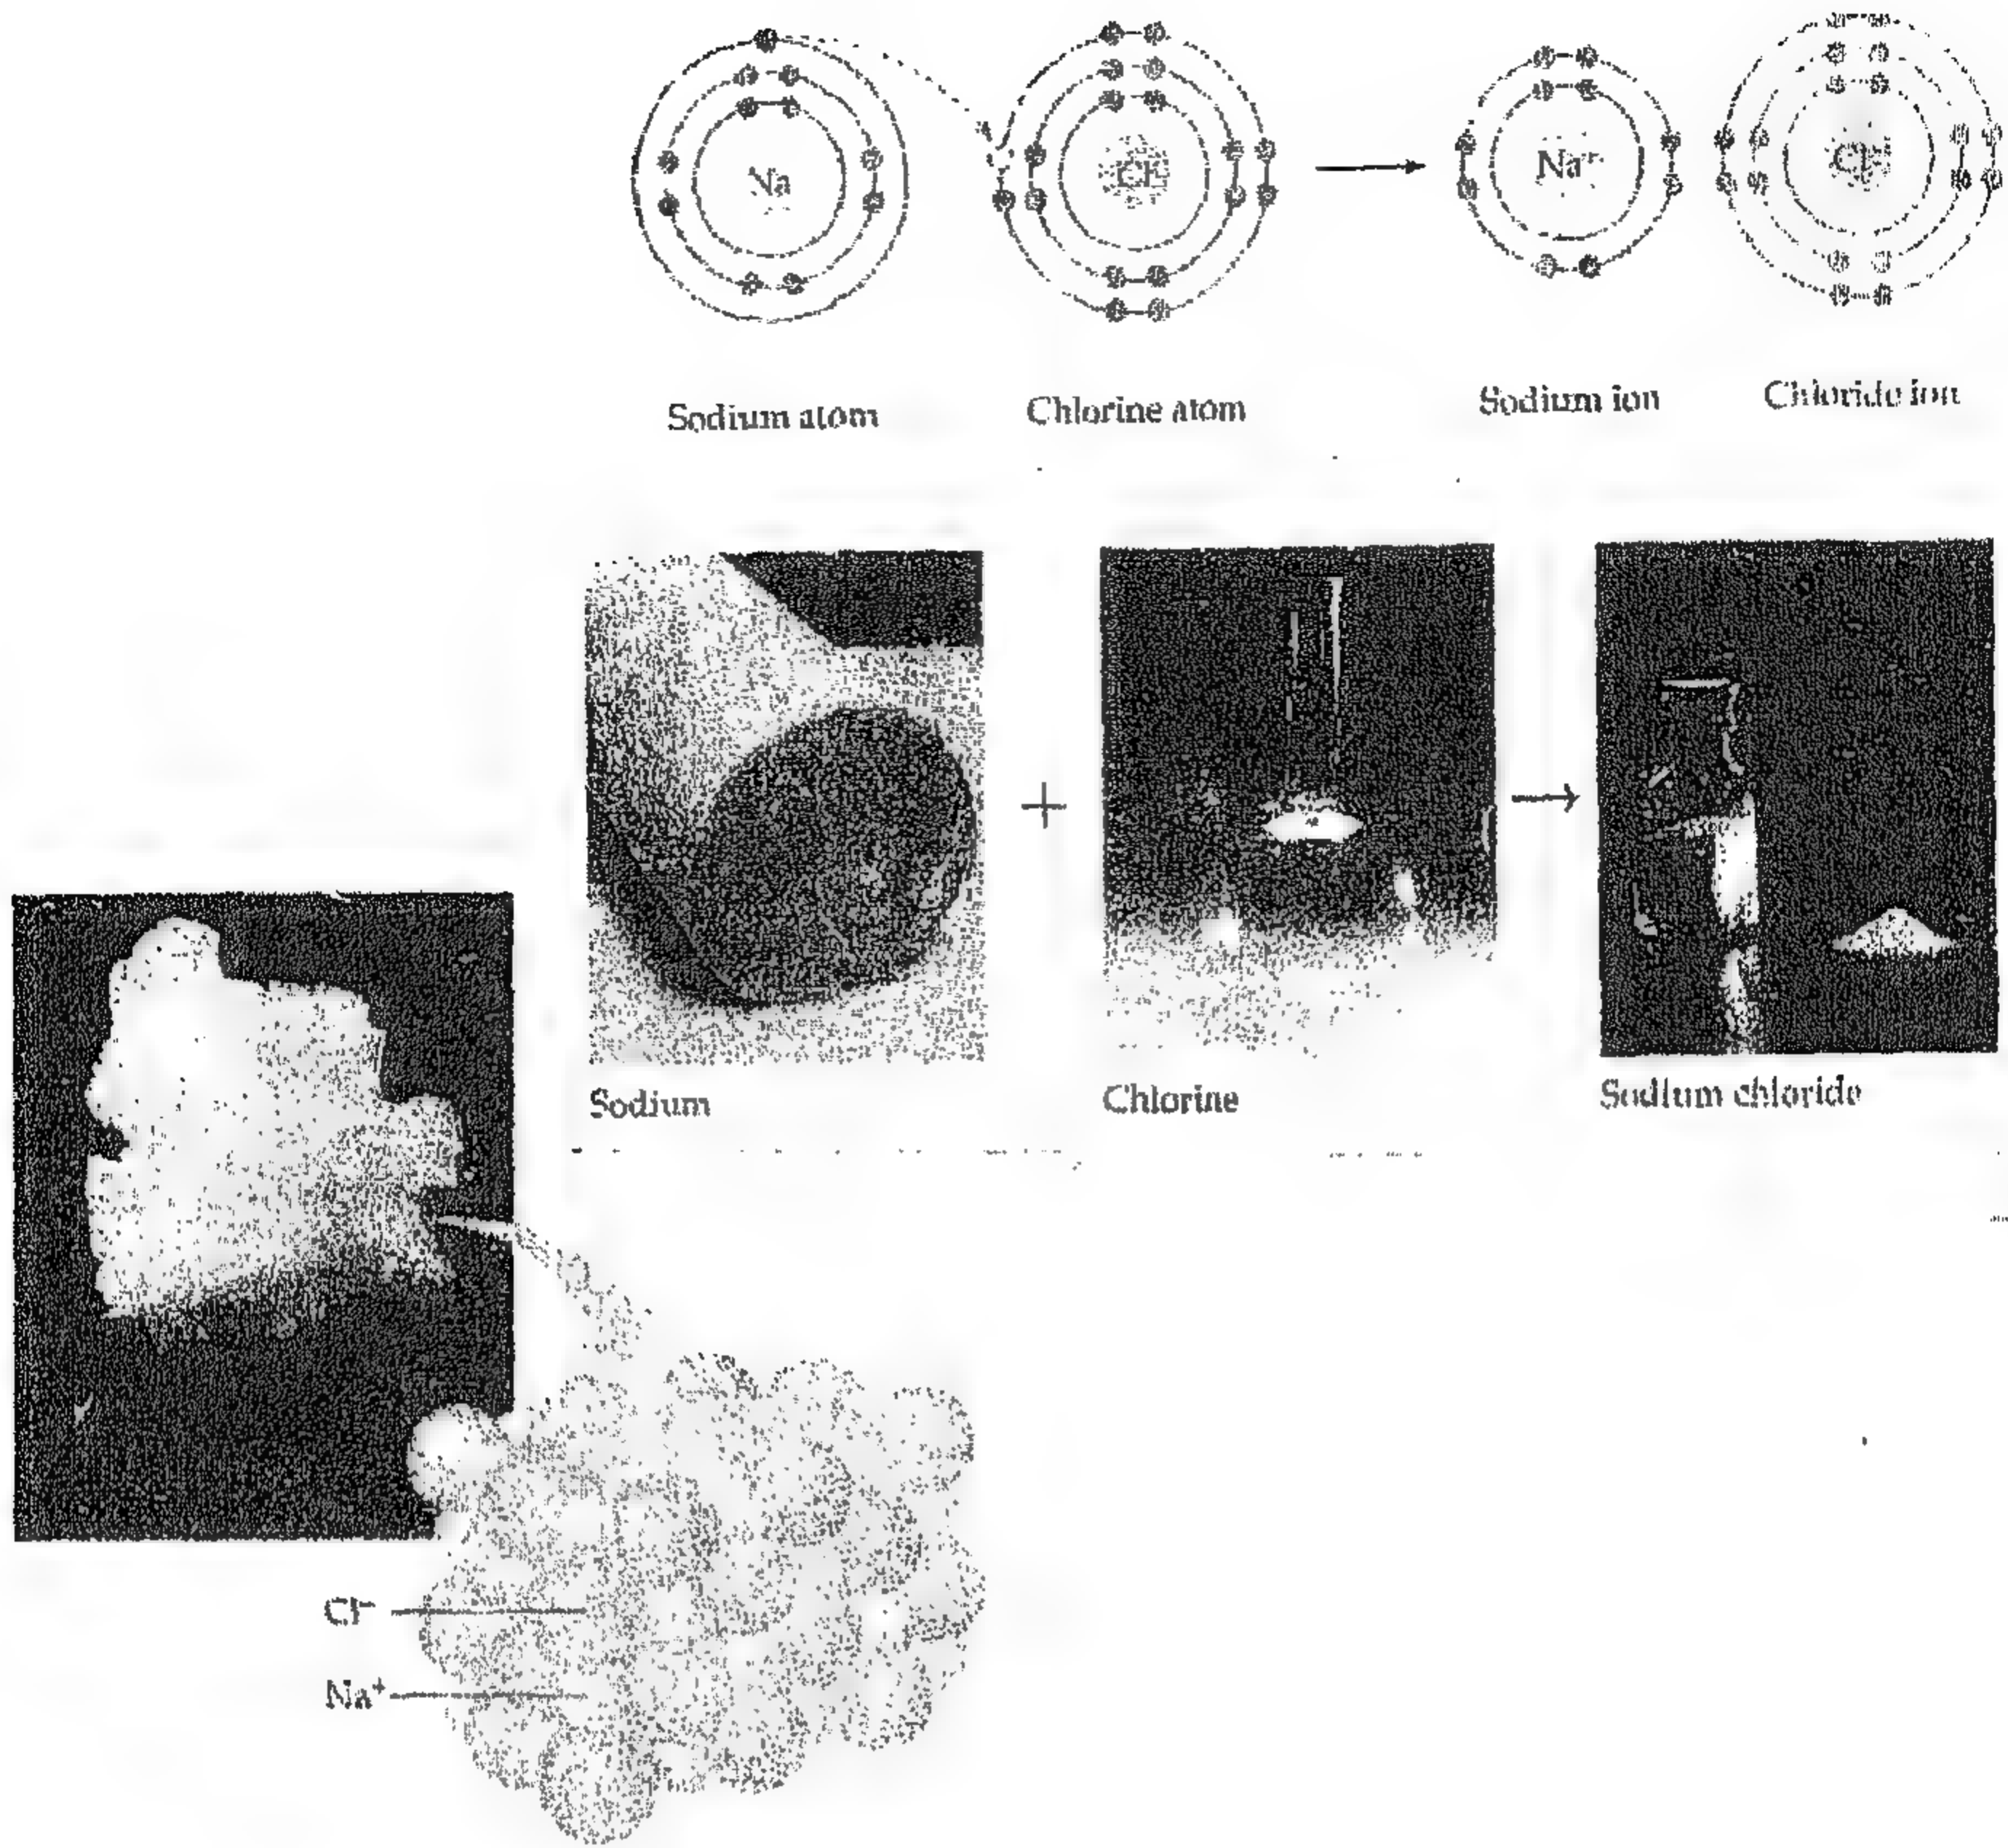 Na
Cl
Na⁺
Cl⁻
Sodium atom
Chlorine atom
Sodium ion
Chloride ion
+
Sodium
Chlorine
Sodium chloride
Cl⁻
Na⁺